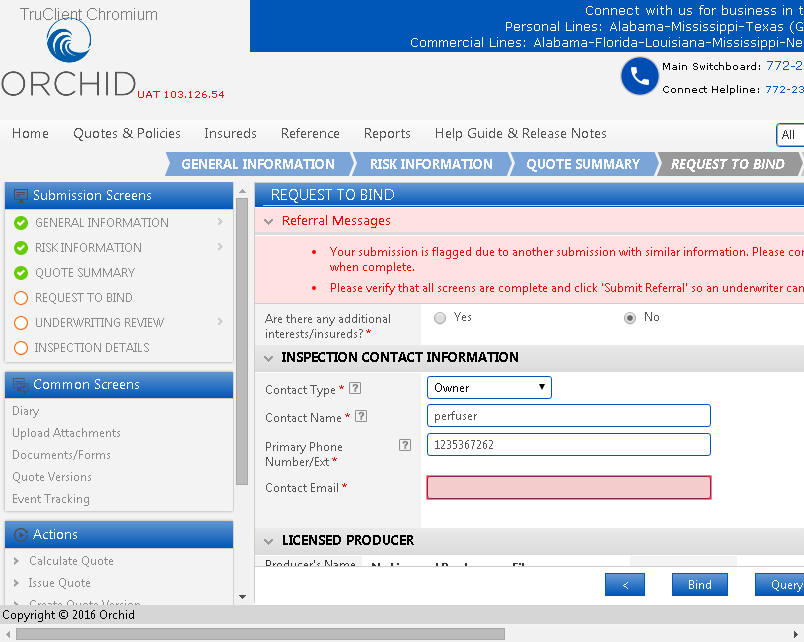 TruClient Chromium
ORCHID
UAT 103.126.54
Connect with us for business in t
Personal Lines: Alabama-Mississippi-Texas (G
Commercial Lines: Alabama-Florida-Louisiana-Mississippi-Ne
Main Switchboard: 772-2
Connect Helpline: 772-23
Home Quotes & Policies Insureds Reference Reports Help Guide & Release Notes All
GENERAL INFORMATION RISK INFORMATION QUOTE SUMMARY REQUEST TO BIND
Submission Screens
GENERAL INFORMATION
RISK INFORMATION
QUOTE SUMMARY
REQUEST TO BIND
UNDERWRITING REVIEW
INSPECTION DETAILS
Common Screens
Diary
Upload Attachments
Documents/Forms
Quote Versions
Event Tracking
Actions
Calculate Quote
Issue Quote
Create Quote Version
REQUEST TO BIND
Referral Messages
• Your submission is flagged due to another submission with similar information. Please co
when complete.
• Please verify that all screens are complete and click 'Submit Referral' so an underwriter can
Are there any additional
interests/insureds? *
Yes No
INSPECTION CONTACT INFORMATION
Contact Type * ? Owner
Contact Name * ? perfuser
Primary Phone ? 1235367262
Number/Ext *
Contact Email *
LICENSED PRODUCER
Producer's Name
< Bind Query
Copyright © 2016 Orchid